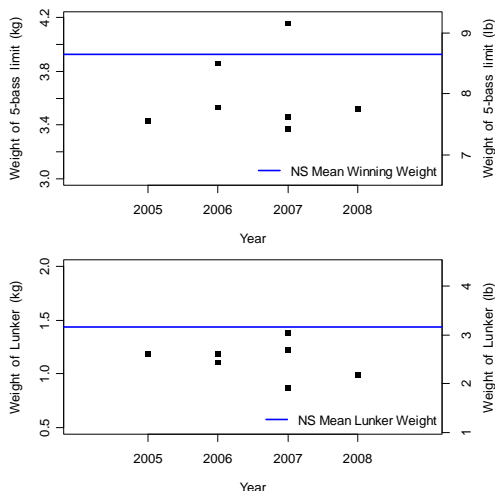 Weight of 5-bass limit (kg)
4.2
3.8
3.4
3.0
9
8
7
Weight of 5-bass limit (lb)
NS Mean Winning Weight
2005 2006 2007 2008
Year
Weight of Lunker (kg)
2.0
1.5
1.0
0.5
4
3
2
1
Weight of Lunker (lb)
NS Mean Lunker Weight
2005 2006 2007 2008
Year